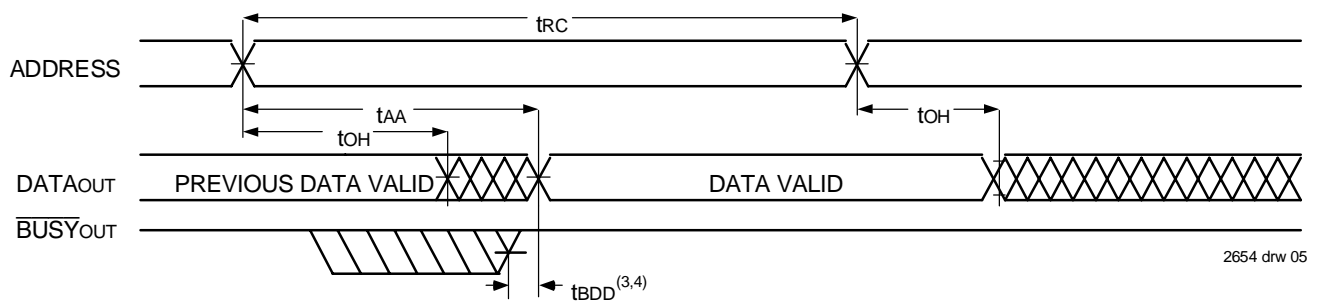 tRC
ADDRESS
tAA
tOH
tOH
DATAOUT
PREVIOUS DATA VALID
DATA VALID
BUSYOUT
2654 drw 05
tBDD(3,4)